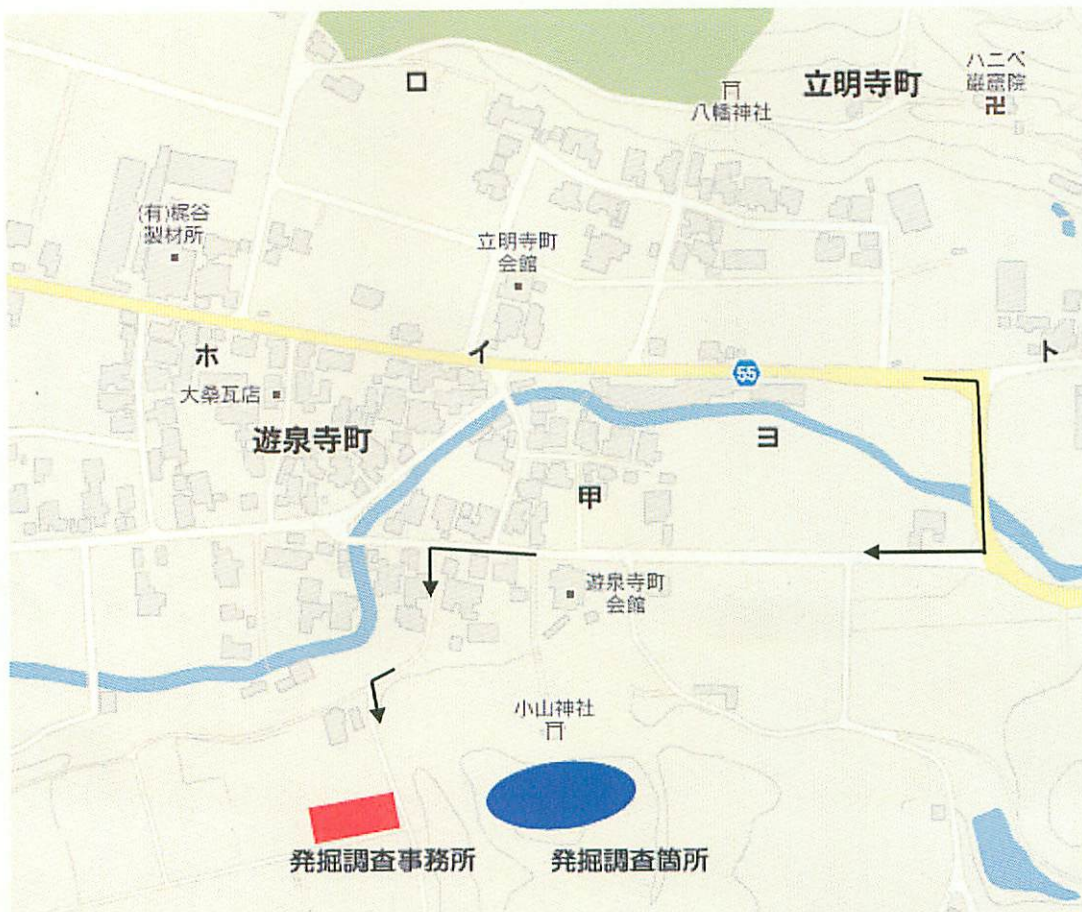 ロ
立明寺町
ハニベ
巌窟院
八幡神社
(有)梶谷
製材所
立明寺町
会館
ホ
イ
55
ト
大桑瓦店
遊泉寺町
ヨ
甲
遊泉寺町
会館
小山神社
発掘調査事務所
発掘調査箇所